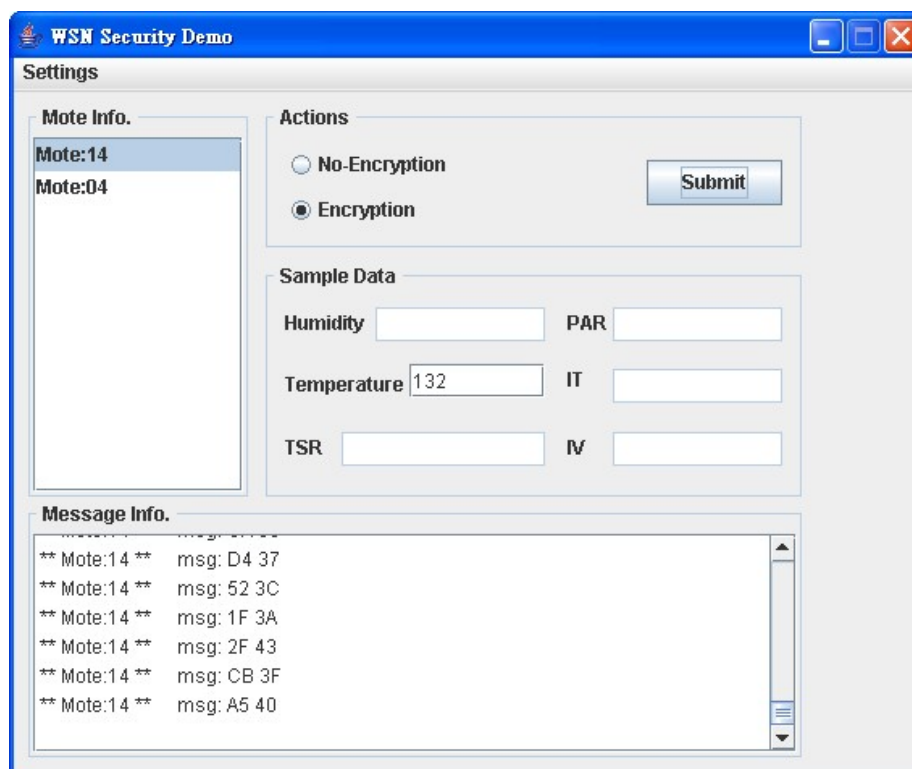 WSN Security Demo
Settings
Mote Info.
Mote:14
Mote:04
Actions
No-Encryption
Encryption
Submit
Sample Data
Humidity
PAR
Temperature 132
IT
TSR
IV
Message Info.
** Mote:14 ** msg: D4 37
** Mote:14 ** msg: 52 3C
** Mote:14 ** msg: 1F 3A
** Mote:14 ** msg: 2F 43
** Mote:14 ** msg: CB 3F
** Mote:14 ** msg: A5 40